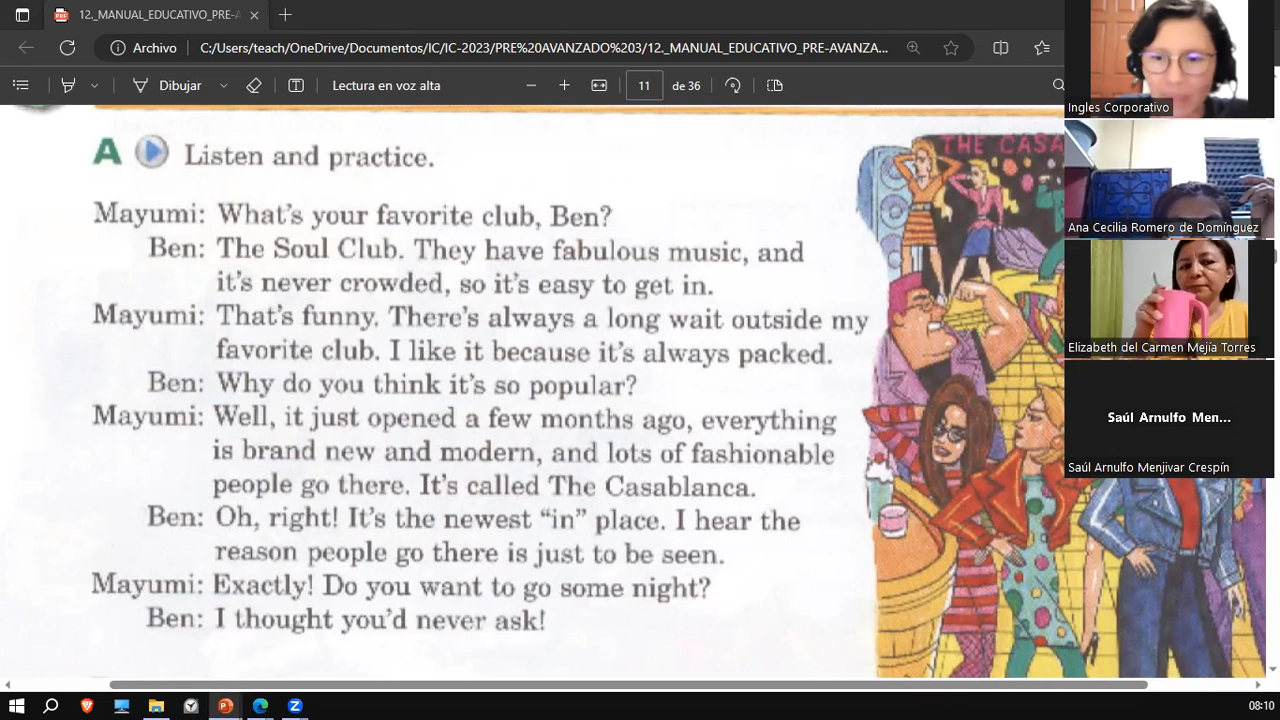 12._MANUAL_EDUCATIVO_PRE-A
Archivo
C:/Users/teach/OneDrive/Documentos/IC/IC-2023/PRE%20AVANZADO%203/12._MANUAL_EDUCATIVO_PRE-AVANZA...
Dibujar
Lectura en voz alta
11
de 36
A Listen and practice.
Mayumi: What's your favorite club, Ben?
Ben: The Soul Club. They have fabulous music, and
it's never crowded, so it's easy to get in.
Mayumi: That's funny. There's always a long wait outside my
favorite club. I like it because it's always packed.
Ben: Why do you think it's so popular?
Mayumi: Well, it just opened a few months ago, everything
is brand new and modern, and lots of fashionable
people go there. It's called The Casablanca.
Ben: Oh, right! It's the newest “in” place. I hear the
reason people go there is just to be seen.
Mayumi: Exactly! Do you want to go some night?
Ben: I thought you'd never ask!
THE CASA
Ingles Corporativo
Ana Cecilia Romero de Domínguez
Elizabeth del Carmen Mejía Torres
Saúl Arnulfo Men...
Saúl Arnulfo Menjivar Crespín
08:10